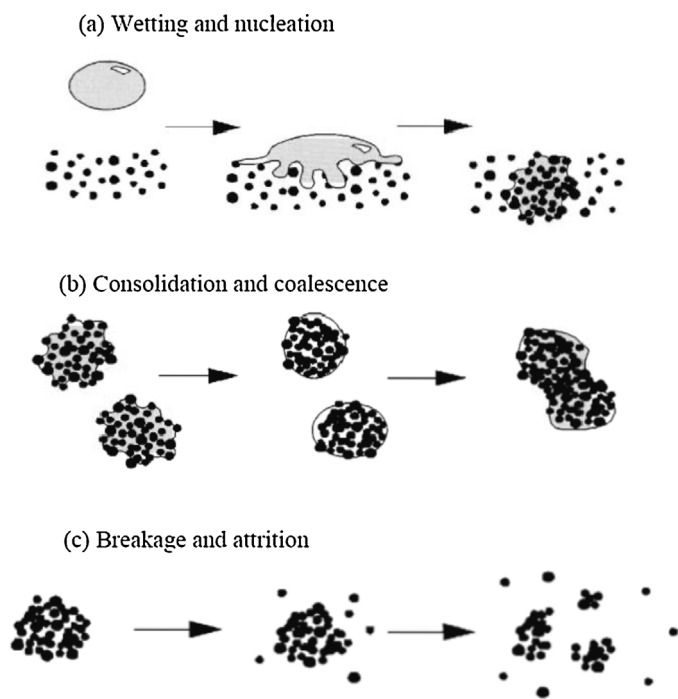 (a) Wetting and nucleation
(b) Consolidation and coalescence
(c) Breakage and attrition